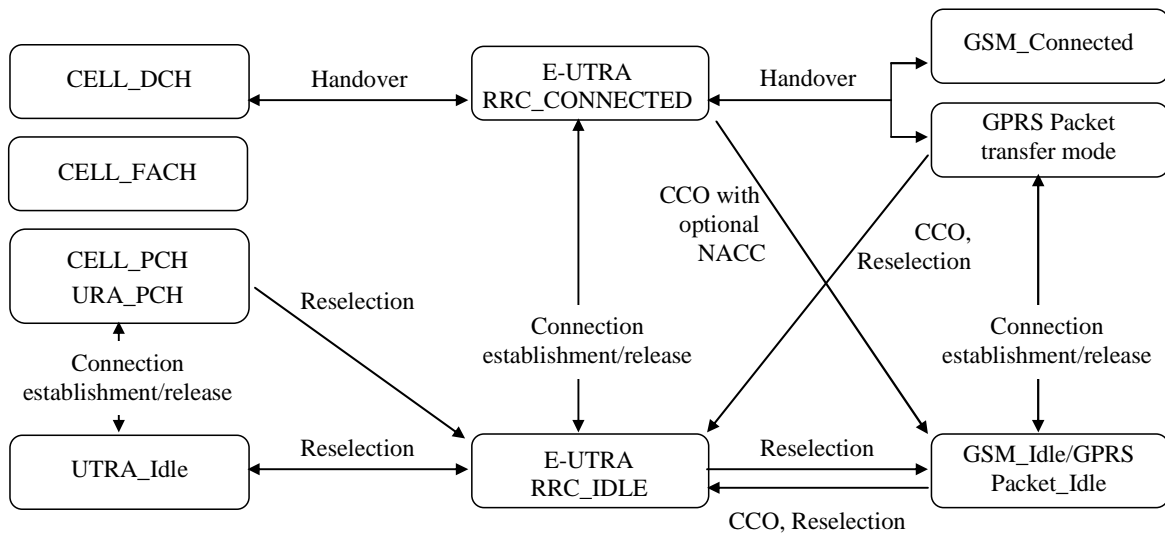 GSM_Connected
CELL_DCH
Handover
E-UTRA
RRC_CONNECTED
Handover
GPRS Packet
transfer mode
CELL_FACH
CCO with
optional
NACC
CCO,
Reselection
CELL_PCH
URA_PCH
Reselection
Connection
establishment/release
Connection
establishment/release
Connection
establishment/release
UTRA_Idle
Reselection
E-UTRA
RRC_IDLE
Reselection
GSM_Idle/GPRS
Packet_Idle
CCO, Reselection